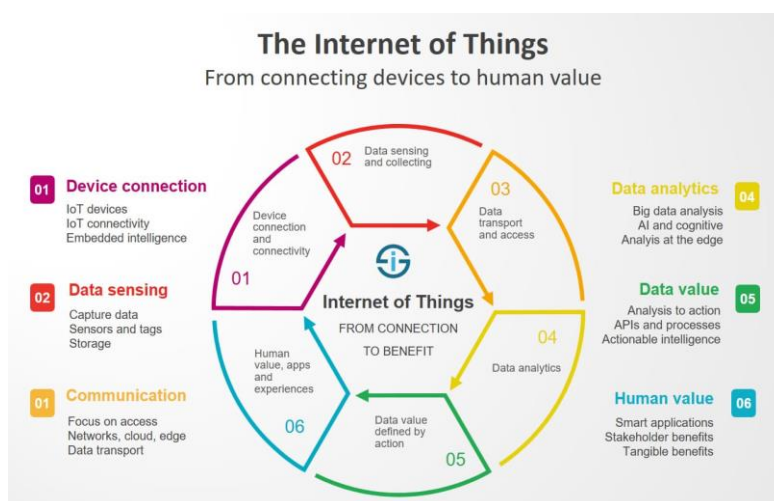 The Internet of Things
From connecting devices to human value
01 Device connection
IoT devices
IoT connectivity
Embedded intelligence
02 Data sensing
Capture data
Sensors and tags
Storage
01 Communication
Focus on access
Networks, cloud, edge
Data transport
02 Data sensing
and collecting
03
Data
transport
and access
Device
connection
and
connectivity
01
Internet of Things
FROM CONNECTION
TO BENEFIT
04
Data analytics
Human
value, apps
and
experiences
06
Data value
defined by
action
05
Data analytics 04
Big data analysis
AI and cognitive
Analyis at the edge
Data value 05
Analysis to action
APIs and processes
Actionable intelligence
Human value 06
Smart applications
Stakeholder benefits
Tangible benefits